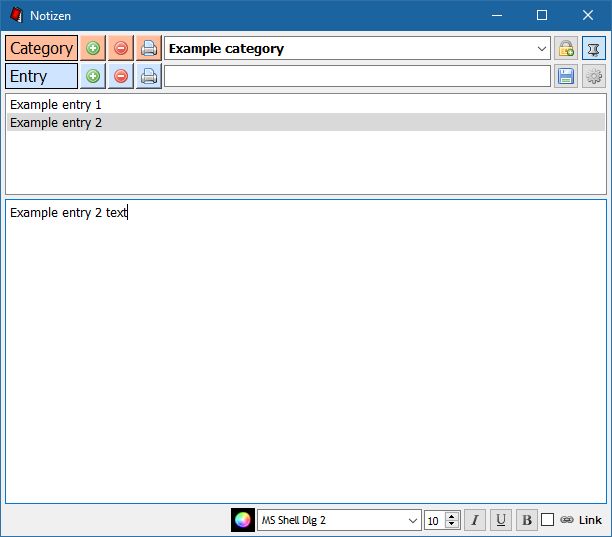 Notizen
Category
Example category
Entry
Example entry 1
Example entry 2
Example entry 2 text
MS Shell Dlg 2
10
I
U
B
Link